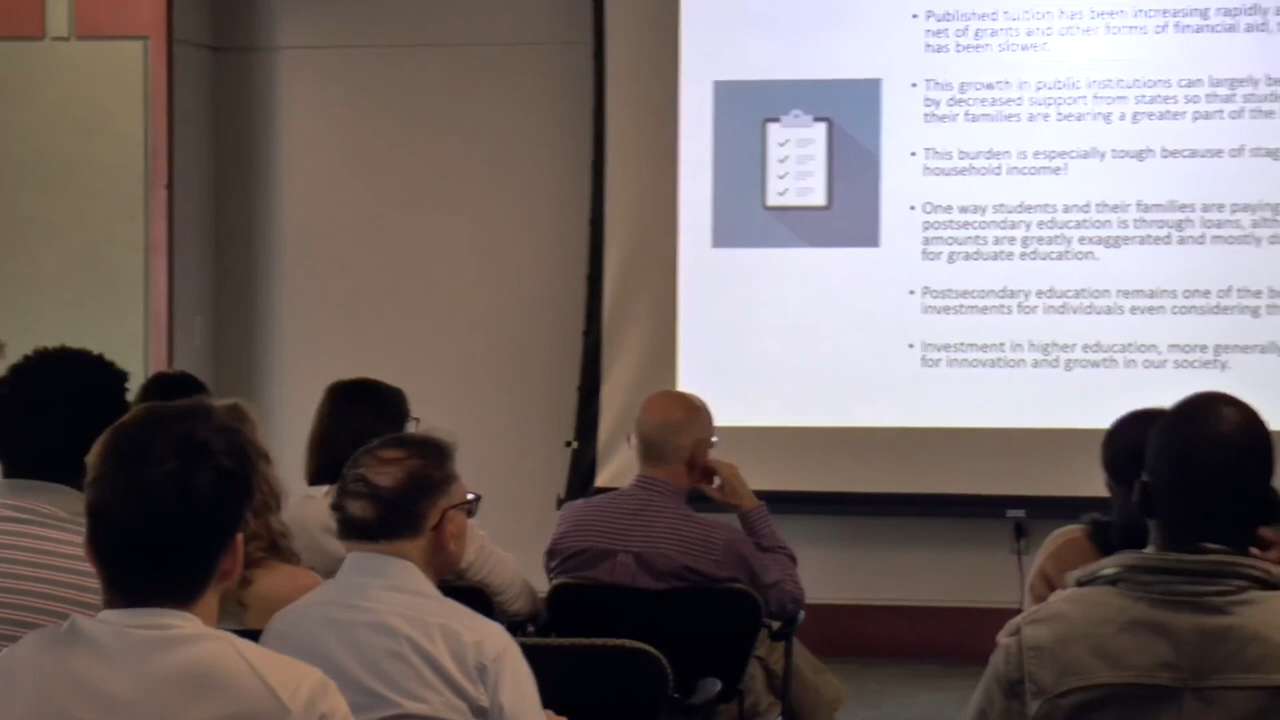 • Published tuition has been increasing rapidly
net of grants and other forms of financial aid,
has been slower.
• This growth in public institutions can largely be
by decreased support from states so that
their families are bearing a greater part of the
• This burden is especially tough because of
household income!
• One way students and their families are paying
postsecondary education is through loans,
amounts are greatly exaggerated and mostly
for graduate education.
• Postsecondary education remains one of the
investments for individuals even considering
• Investment in higher education, more generally
for innovation and growth in our society.